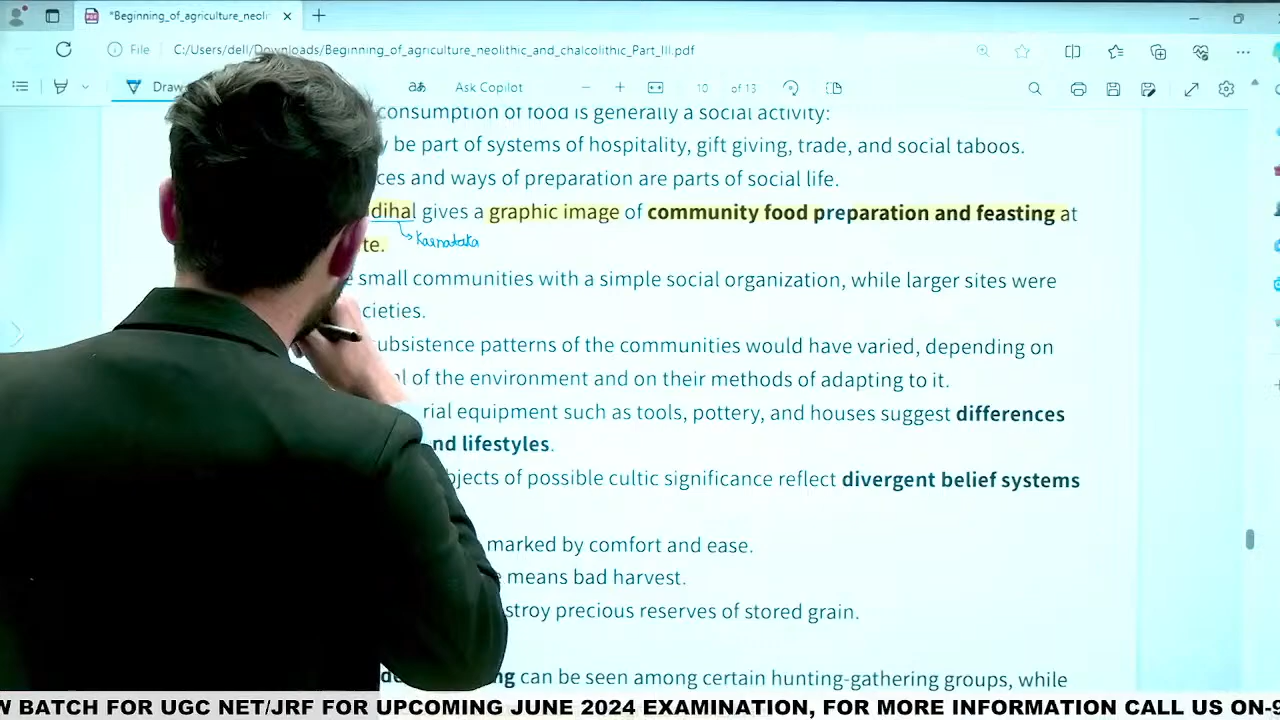 *Beginning_of_agriculture_neoli
File
C:/Users/dell/Downloads/Beginning_of_agriculture_neolithic_and_chalcolithic_Part_III.pdf
Draw
aあ
Ask Copilot
10 of 13
consumption of food is generally a social activity:
be part of systems of hospitality, gift giving, trade, and social taboos.
ces and ways of preparation are parts of social life.
dihal gives a graphic image of community food preparation and feasting at
Karnataka
te.
small communities with a simple social organization, while larger sites were
cieties.
ubsistence patterns of the communities would have varied, depending on
of the environment and on their methods of adapting to it.
rial equipment such as tools, pottery, and houses suggest differences
nd lifestyles.
bjects of possible cultic significance reflect divergent belief systems
marked by comfort and ease.
means bad harvest.
stroy precious reserves of stored grain.
ng can be seen among certain hunting-gathering groups, while
W BATCH FOR UGC NET/JRF FOR UPCOMING JUNE 2024 EXAMINATION, FOR MORE INFORMATION CALL US ON-9